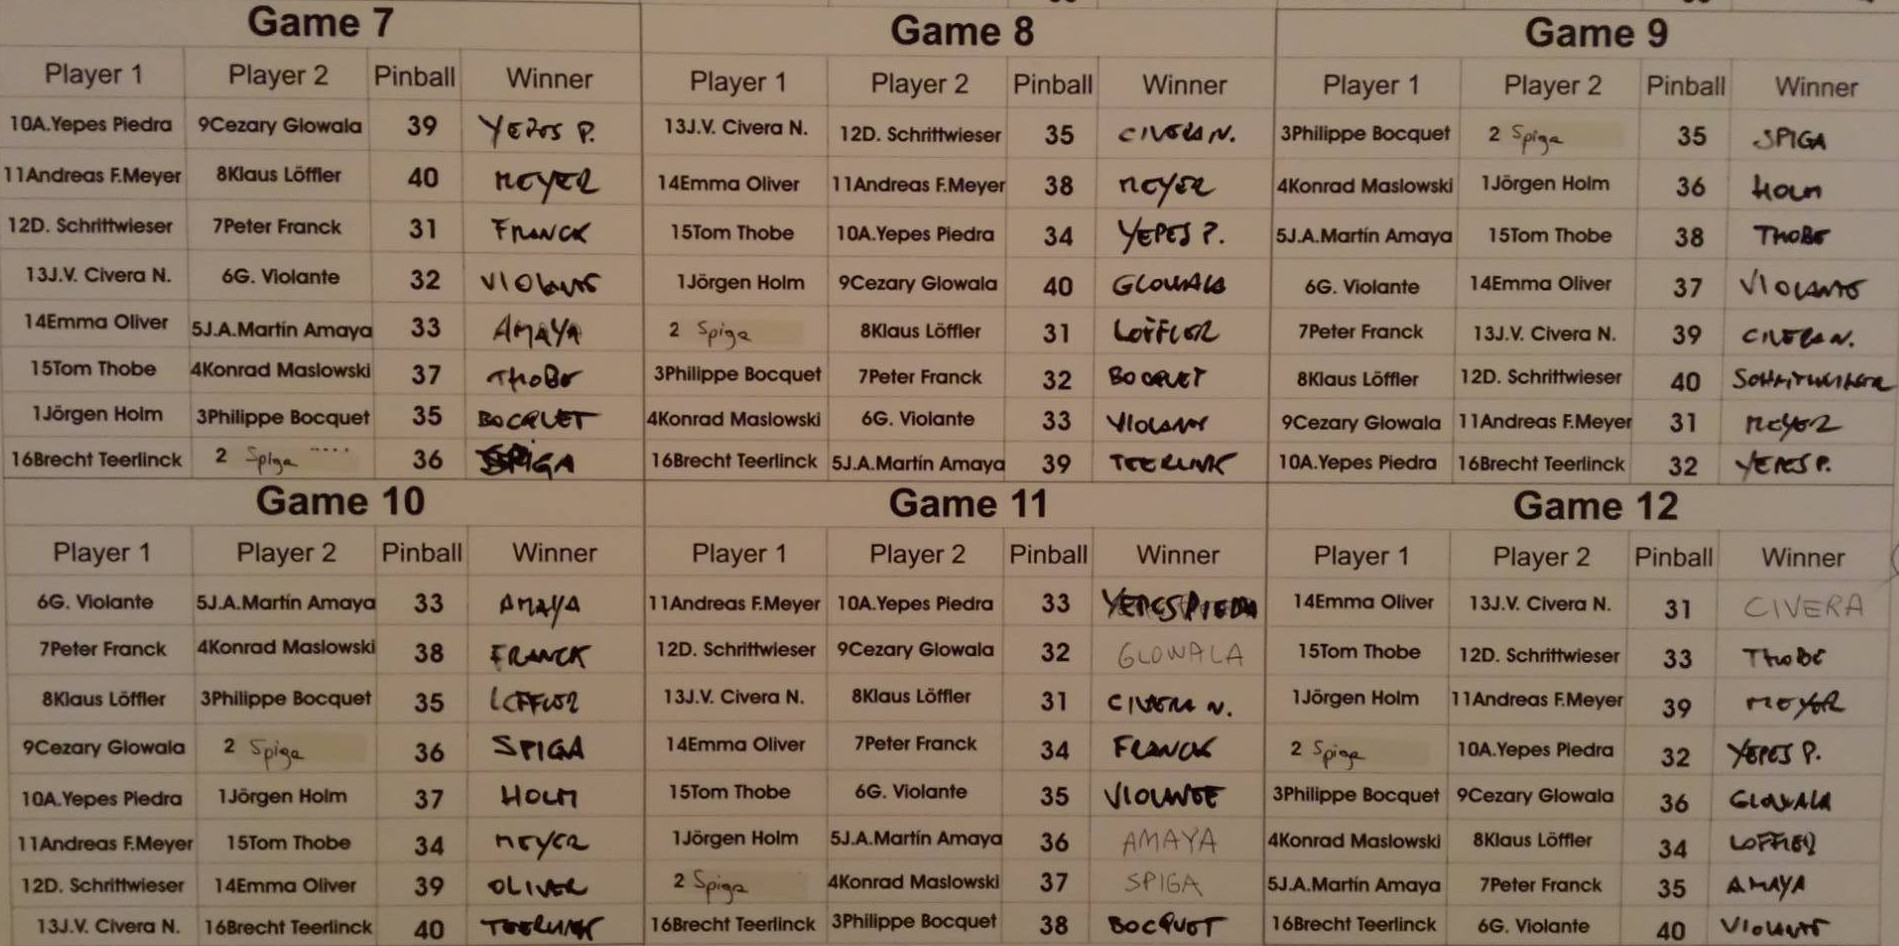 Game 7
Player 1 Player 2 Pinball Winner
10A.Yepes Piedra 9Cezary Glowala 39 YEPES P.
11Andreas F.Meyer 8Klaus Löffler 40 MEYER
12D. Schrittwieser 7Peter Franck 31 FRANCK
13J.V. Civera N. 6G. Violante 32 VIOLANTE
14Emma Oliver 5J.A.Martín Amaya 33 AMAYA
15Tom Thobe 4Konrad Maslowski 37 THOBE
1Jörgen Holm 3Philippe Bocquet 35 BOCQUET
16Brecht Teerlinck 2 Spiga 36 SPIGA
Game 8
Player 1 Player 2 Pinball Winner
13J.V. Civera N. 12D. Schrittwieser 35 CIVERA N.
14Emma Oliver 11Andreas F.Meyer 38 MEYER
15Tom Thobe 10A.Yepes Piedra 34 YEPES P.
1Jörgen Holm 9Cezary Glowala 40 GLOWALA
2 Spiga 8Klaus Löffler 31 LÖFFLER
3Philippe Bocquet 7Peter Franck 32 BOCQUET
4Konrad Maslowski 6G. Violante 33 VIOLANTE
16Brecht Teerlinck 5J.A.Martín Amaya 39 TEERLINK
Game 9
Player 1 Player 2 Pinball Winner
3Philippe Bocquet 2 Spiga 35 SPIGA
4Konrad Maslowski 1Jörgen Holm 36 HOLM
5J.A.Martín Amaya 15Tom Thobe 38 THOBE
6G. Violante 14Emma Oliver 37 VIOLANTE
7Peter Franck 13J.V. Civera N. 39 CIVERA N.
8Klaus Löffler 12D. Schrittwieser 40
9Cezary Glowala 11Andreas F.Meyer 31 MEYER
10A.Yepes Piedra 16Brecht Teerlinck 32 YEPES P.
Game 10
Player 1 Player 2 Pinball Winner
6G. Violante 5J.A.Martín Amaya 33 AMAYA
7Peter Franck 4Konrad Maslowski 38 FRANCK
8Klaus Löffler 3Philippe Bocquet 35 LÖFFLER
9Cezary Glowala 2 Spiga 36 SPIGA
10A.Yepes Piedra 1Jörgen Holm 37 HOLM
11Andreas F.Meyer 15Tom Thobe 34 MEYER
12D. Schrittwieser 14Emma Oliver 39 OLIVER
13J.V. Civera N. 16Brecht Teerlinck 40 TEERLINK
Game 11
Player 1 Player 2 Pinball Winner
11Andreas F.Meyer 10A.Yepes Piedra 33 YEPES PIEDRA
12D. Schrittwieser 9Cezary Glowala 32 GLOWALA
13J.V. Civera N. 8Klaus Löffler 31 CIVERA N.
14Emma Oliver 7Peter Franck 34 FRANCK
15Tom Thobe 6G. Violante 35 VIOLANTE
1Jörgen Holm 5J.A.Martín Amaya 36 AMAYA
2 Spiga 4Konrad Maslowski 37 SPIGA
16Brecht Teerlinck 3Philippe Bocquet 38 BOCQUET
Game 12
Player 1 Player 2 Pinball Winner
14Emma Oliver 13J.V. Civera N. 31 CIVERA
15Tom Thobe 12D. Schrittwieser 33 THOBE
1Jörgen Holm 11Andreas F.Meyer 39 MEYER
2 Spiga 10A.Yepes Piedra 32 YEPES P.
3Philippe Bocquet 9Cezary Glowala 36 GLOWALA
4Konrad Maslowski 8Klaus Löffler 34 LOFFLER
5J.A.Martín Amaya 7Peter Franck 35 AMAYA
16Brecht Teerlinck 6G. Violante 40 VIOLANTE